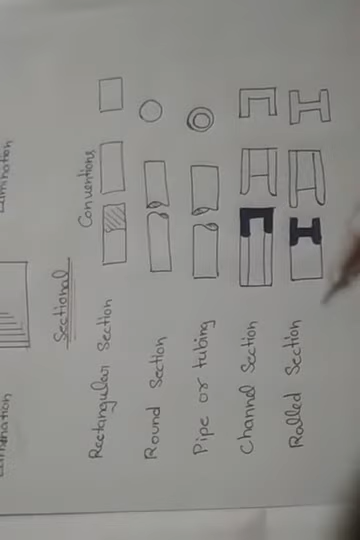 Sectional
Conventions
Rectangular Section
Round Section
Pipe or tubing
Channel Section
Rolled Section